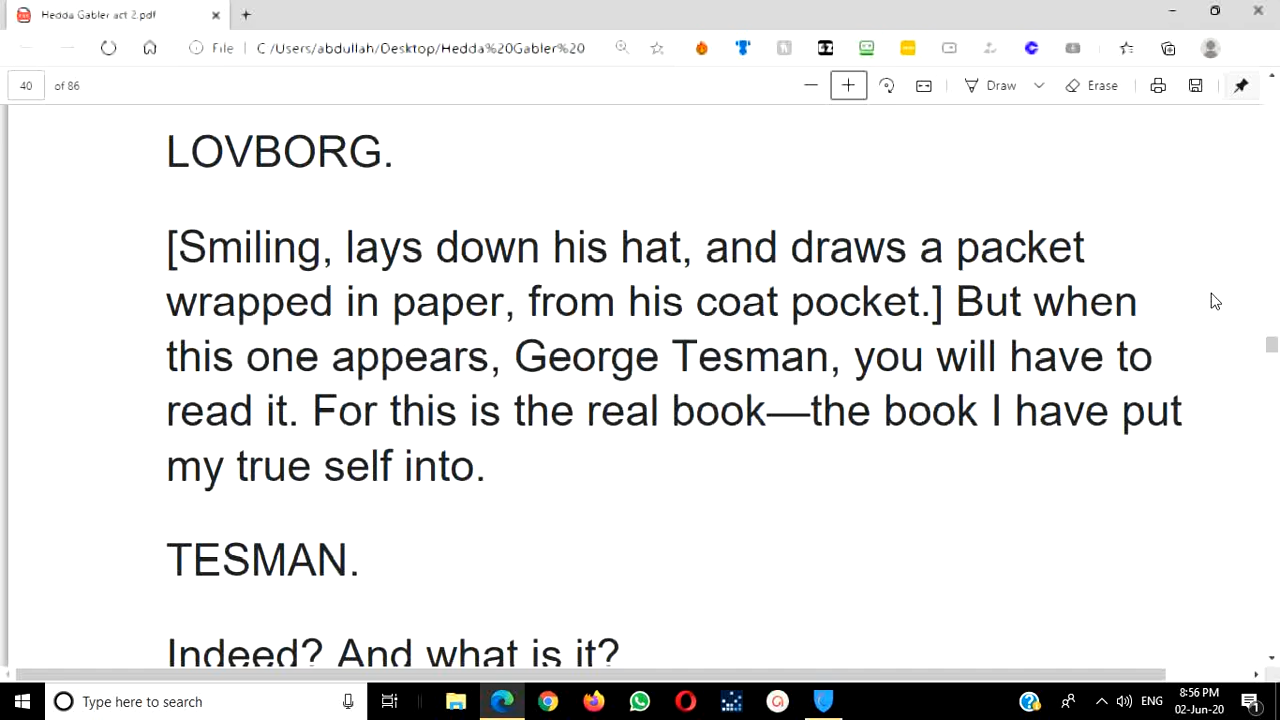 Hedda Gabler act 2.pdf
File C:/Users/abdullah/Desktop/Hedda%20Gabler%20
40 of 86 Draw Erase
LOVBORG.
[Smiling, lays down his hat, and draws a packet
wrapped in paper, from his coat pocket.] But when
this one appears, George Tesman, you will have to
read it. For this is the real book—the book I have put
my true self into.
TESMAN.
Indeed? And what is it?
Type here to search ENG 8:56 PM
02-Jun-20